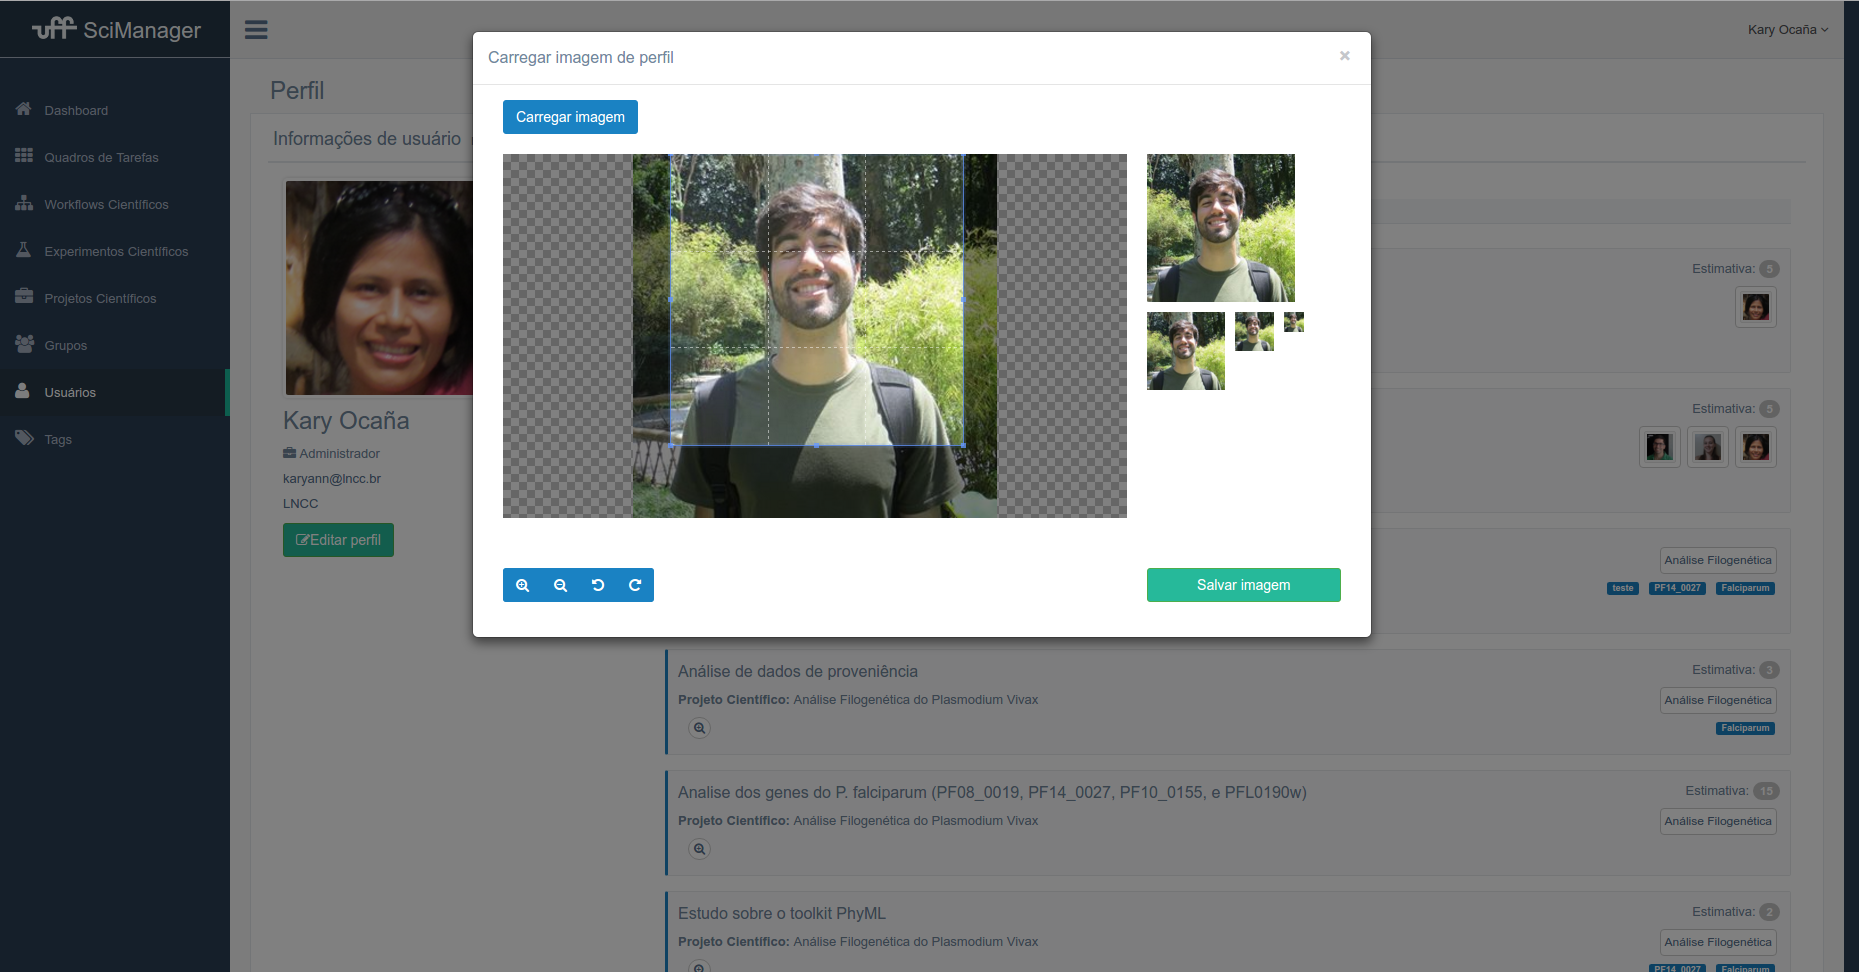 uff SciManager
Kary Ocaña
Dashboard
Quadros de Tarefas
Workflows Científicos
Experimentos Científicos
Projetos Científicos
Grupos
Usuários
Tags
Perfil
Informações de usuário
Kary Ocaña
Administrador
karyann@lncc.br
LNCC
Editar perfil
Carregar imagem de perfil
×
Carregar imagem
Salvar imagem
Estimativa: 5
Estimativa: 5
Análise Filogenética
teste PF14_0027 Falciparum
Análise de dados de proveniência
Estimativa: 3
Projeto Científico: Análise Filogenética do Plasmodium Vivax
Análise Filogenética
Falciparum
Analise dos genes do P. falciparum (PF08_0019, PF14_0027, PF10_0155, e PFL0190w)
Estimativa: 15
Projeto Científico: Análise Filogenética do Plasmodium Vivax
Análise Filogenética
Estudo sobre o toolkit PhyML
Estimativa: 2
Projeto Científico: Análise Filogenética do Plasmodium Vivax
Análise Filogenética
PF14_0027 Falciparum